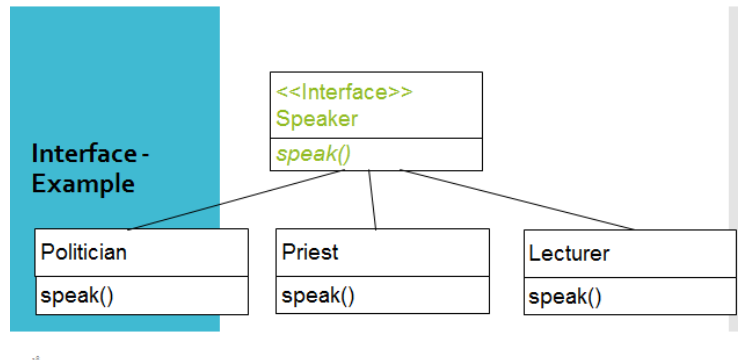 Interface -
Example
<<Interface>>
Speaker
speak()
Politician
speak()
Priest
speak()
Lecturer
speak()